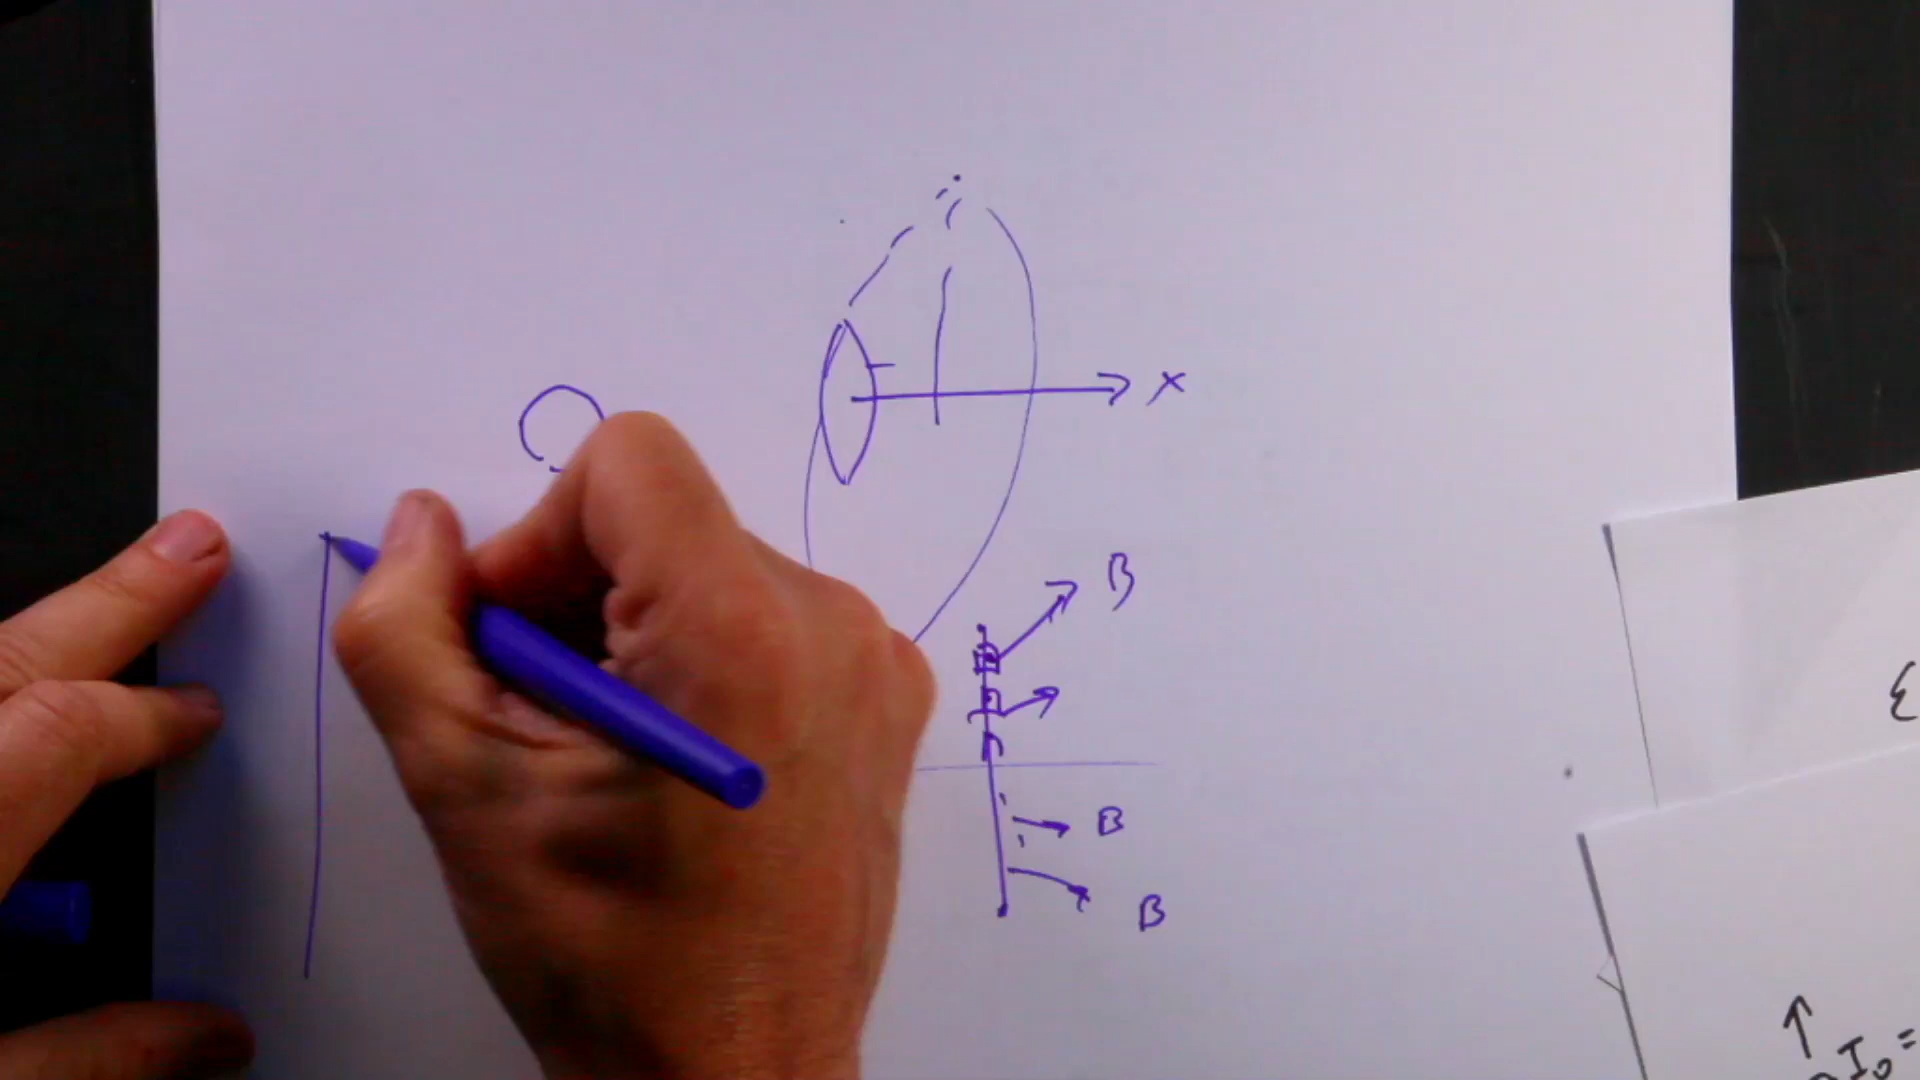 x
B
ε
B
B
I₀ =